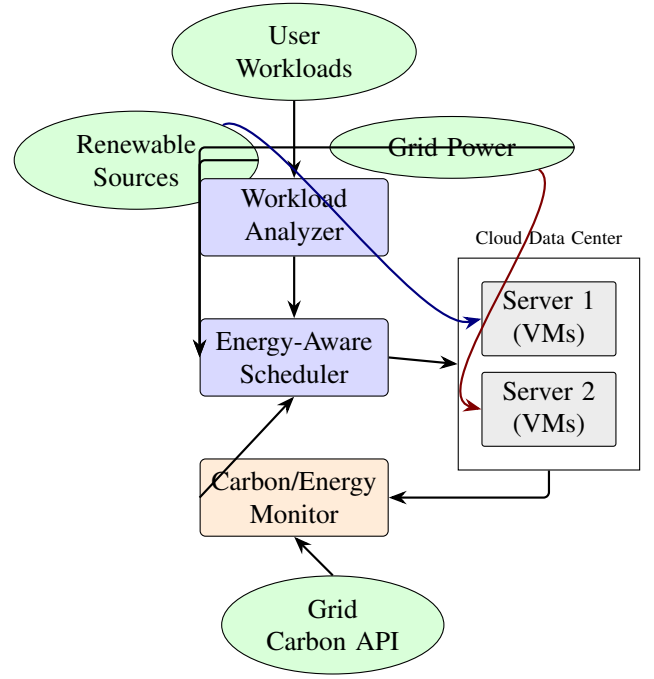 User
Workloads
Renewable
Sources
Grid Power
Workload
Analyzer
Cloud Data Center
Server 1
(VMs)
Energy-Aware
Scheduler
Server 2
(VMs)
Carbon/Energy
Monitor
Grid
Carbon API